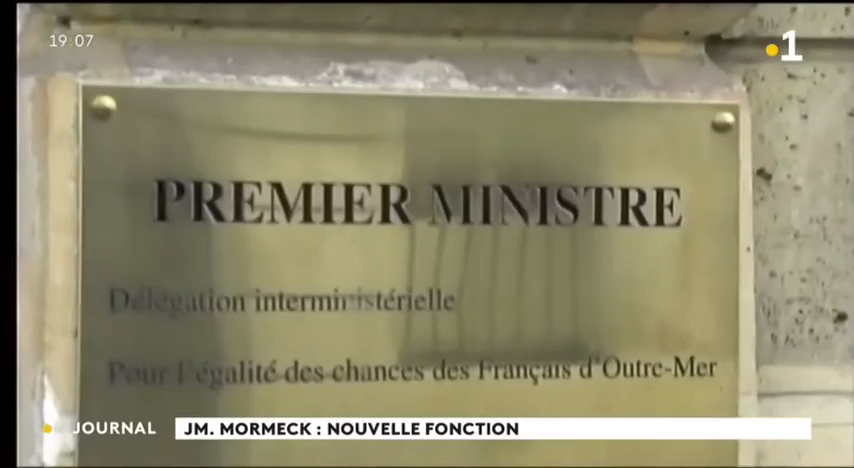 19:07
1
PREMIER MINISTRE
Délégation interministérielle
Pour l'égalité des chances des Français d'Outre-Mer
JOURNAL
JM. MORMECK : NOUVELLE FONCTION